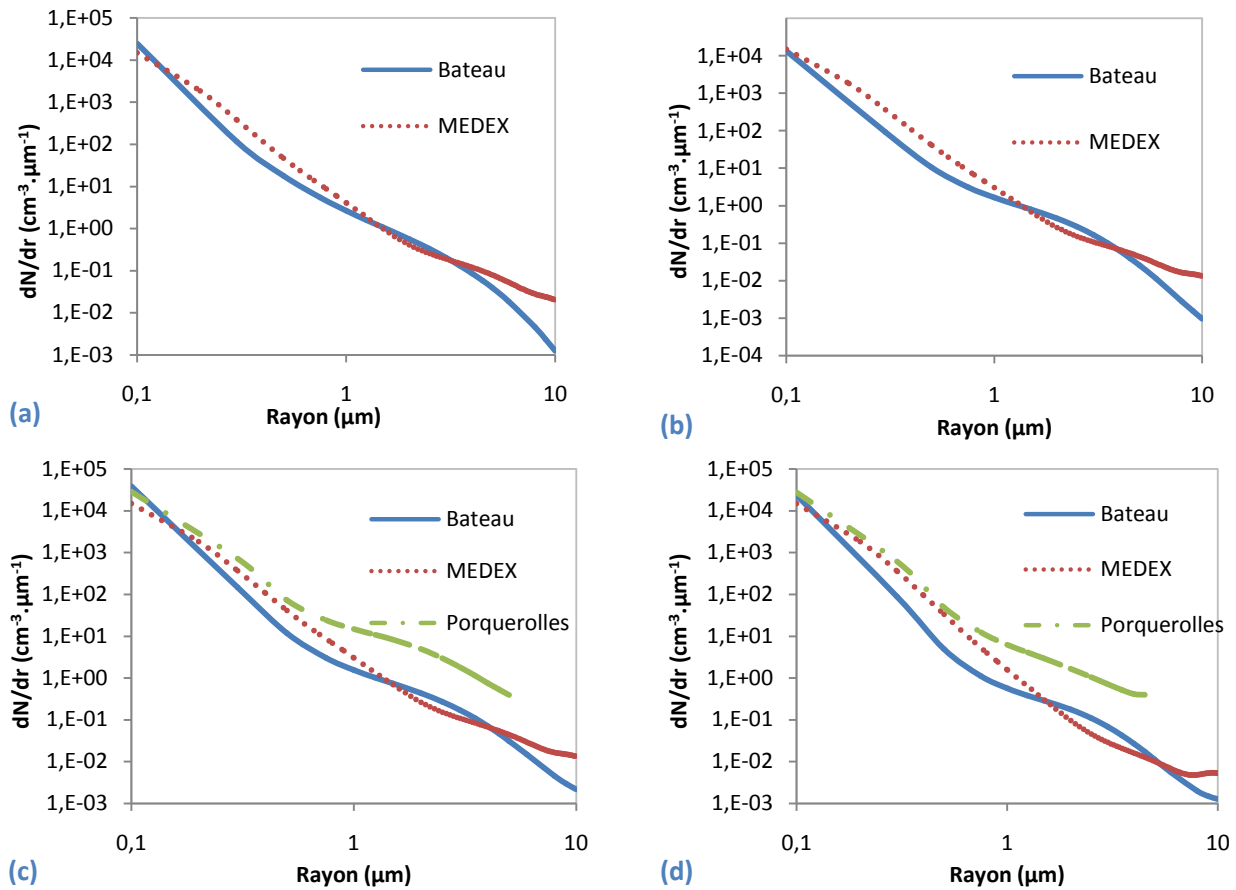 1,E+05
1,E+04
1,E+03
1,E+02
1,E+01
1,E+00
1,E-01
1,E-02
1,E-03
dN/dr (cm-3.µm-1)
Bateau
MEDEX
0,1 1 10
Rayon (µm)
(a)
1,E+04
1,E+03
1,E+02
1,E+01
1,E+00
1,E-01
1,E-02
1,E-03
1,E-04
dN/dr (cm-3.µm-1)
Bateau
MEDEX
0,1 1 10
Rayon (µm)
(b)
1,E+05
1,E+04
1,E+03
1,E+02
1,E+01
1,E+00
1,E-01
1,E-02
1,E-03
dN/dr (cm-3.µm-1)
Bateau
MEDEX
Porquerolles
0,1 1 10
Rayon (µm)
(c)
1,E+05
1,E+04
1,E+03
1,E+02
1,E+01
1,E+00
1,E-01
1,E-02
1,E-03
dN/dr (cm-3.µm-1)
Bateau
MEDEX
Porquerolles
0,1 1 10
Rayon (µm)
(d)